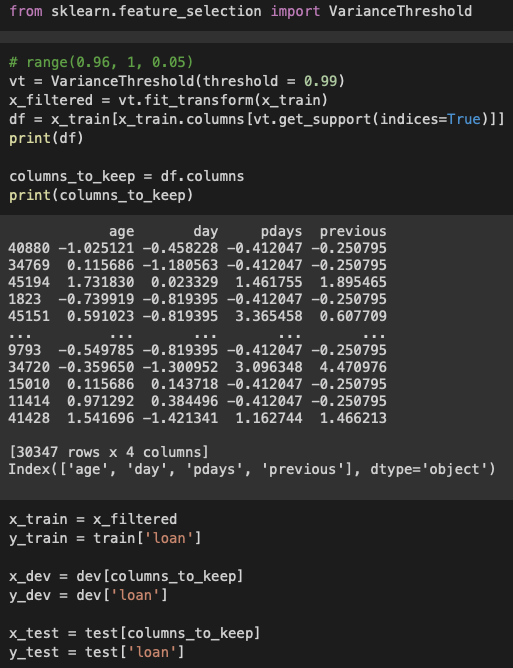 from sklearn.feature_selection import VarianceThreshold
# range(0.96, 1, 0.05)
vt = VarianceThreshold(threshold = 0.99)
x_filtered = vt.fit_transform(x_train)
df = x_train[x_train.columns[vt.get_support(indices=True)]]
print(df)
columns_to_keep = df.columns
print(columns_to_keep)
age day pdays previous
40880 -1.025121 -0.458228 -0.412047 -0.250795
34769 0.115686 -1.180563 -0.412047 -0.250795
45194 1.731830 0.023329 1.461755 1.895465
1823 -0.739919 -0.819395 -0.412047 -0.250795
45151 0.591023 -0.819395 3.365458 0.607709
... ... ... ... ...
9793 -0.549785 -0.819395 -0.412047 -0.250795
34720 -0.359650 -1.300952 3.096348 4.470976
15010 0.115686 0.143718 -0.412047 -0.250795
11414 0.971292 0.384496 -0.412047 -0.250795
41428 1.541696 -1.421341 1.162744 1.466213
[30347 rows x 4 columns]
Index(['age', 'day', 'pdays', 'previous'], dtype='object')
x_train = x_filtered
y_train = train['loan']
x_dev = dev[columns_to_keep]
y_dev = dev['loan']
x_test = test[columns_to_keep]
y_test = test['loan']